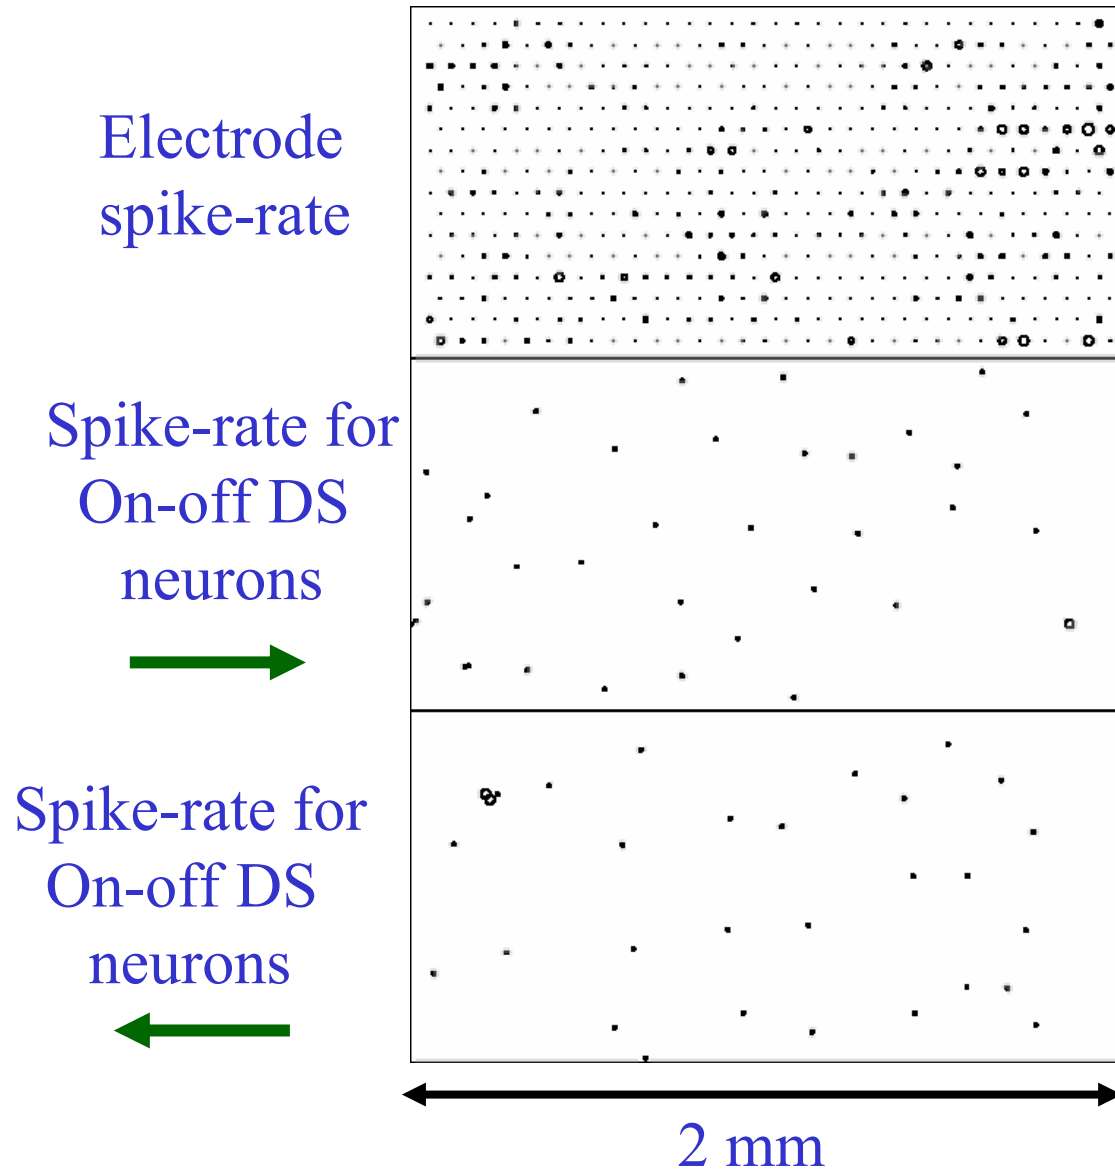 Electrode
spike-rate
Spike-rate for
On-off DS
neurons
Spike-rate for
On-off DS
neurons
2 mm